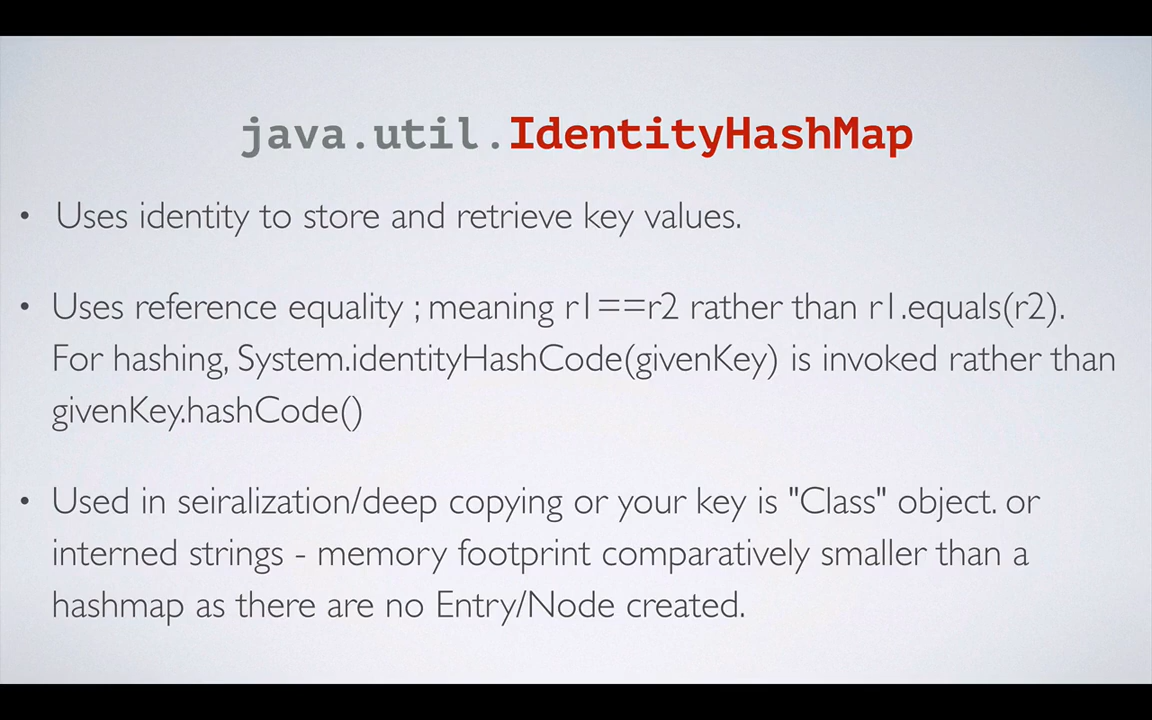 java.util.IdentityHashMap
• Uses identity to store and retrieve key values.
• Uses reference equality ; meaning r1==r2 rather than r1.equals(r2).
For hashing, System.identityHashCode(givenKey) is invoked rather than
givenKey.hashCode()
• Used in seiralization/deep copying or your key is "Class" object. or
interned strings - memory footprint comparatively smaller than a
hashmap as there are no Entry/Node created.